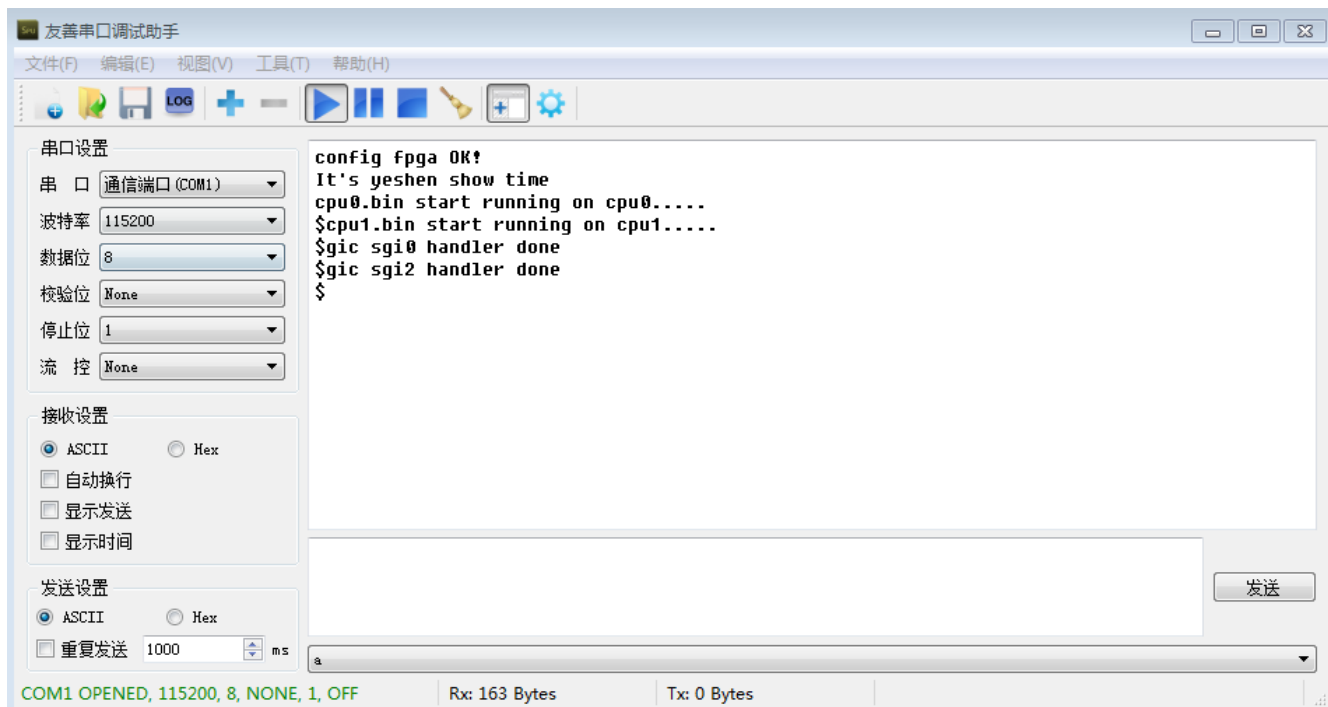 友善串口调试助手
文件(F) 编辑(E) 视图(V) 工具(T) 帮助(H)
LOG
串口设置
串 口 通信端口(COM1)
波特率 115200
数据位 8
校验位 None
停止位 1
流 控 None
接收设置
ASCII Hex
自动换行
显示发送
显示时间
发送设置
ASCII Hex
重复发送 1000 ms
config fpga OK!
It's yeshen show time
cpu0.bin start running on cpu0.....
$cpu1.bin start running on cpu1.....
$gic sgi0 handler done
$gic sgi2 handler done
$
发送
a
COM1 OPENED, 115200, 8, NONE, 1, OFF Rx: 163 Bytes Tx: 0 Bytes